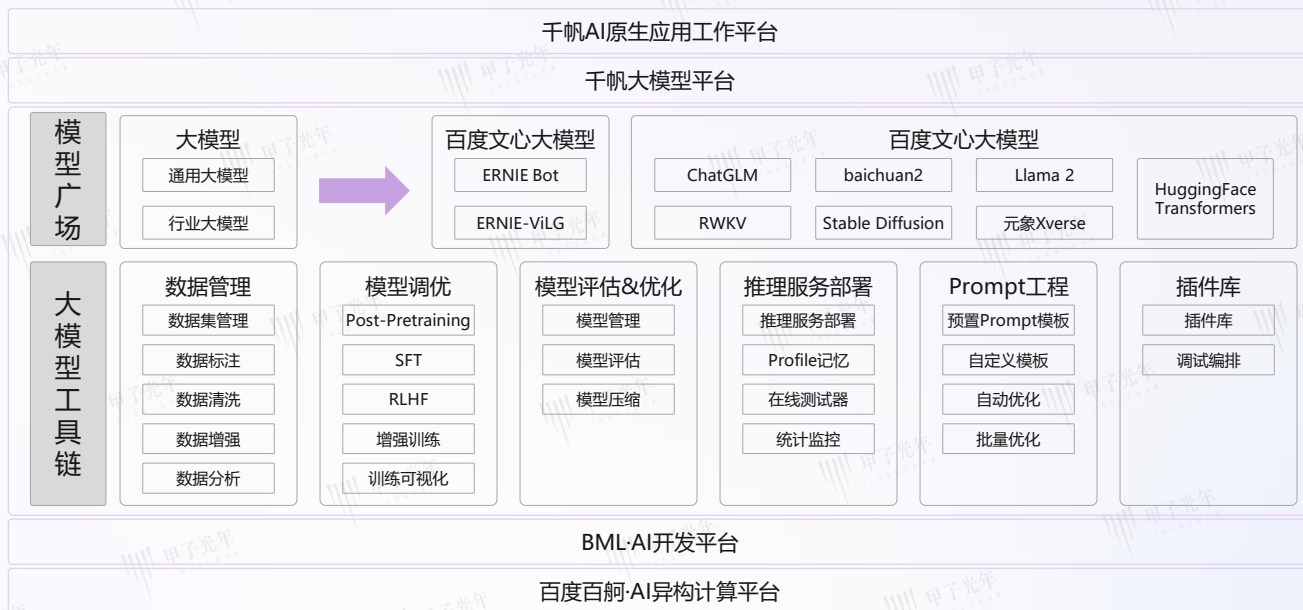 千帆AI原生应用工作平台
千帆大模型平台
模型广场
大模型
通用大模型
行业大模型
百度文心大模型
ERNIE Bot
ERNIE-ViLG
百度文心大模型
ChatGLM
baichuan2
Llama 2
RWKV
Stable Diffusion
元象Xverse
HuggingFace
Transformers
大模型工具链
数据管理
数据集管理
数据标注
数据清洗
数据增强
数据分析
模型调优
Post-Pretraining
SFT
RLHF
增强训练
训练可视化
模型评估&优化
模型管理
模型评估
模型压缩
推理服务部署
推理服务部署
Profile记忆
在线测试器
统计监控
Prompt工程
预置Prompt模板
自定义模板
自动优化
批量优化
插件库
插件库
调试编排
BML·AI开发平台
百度百舸·AI异构计算平台
甲子光年